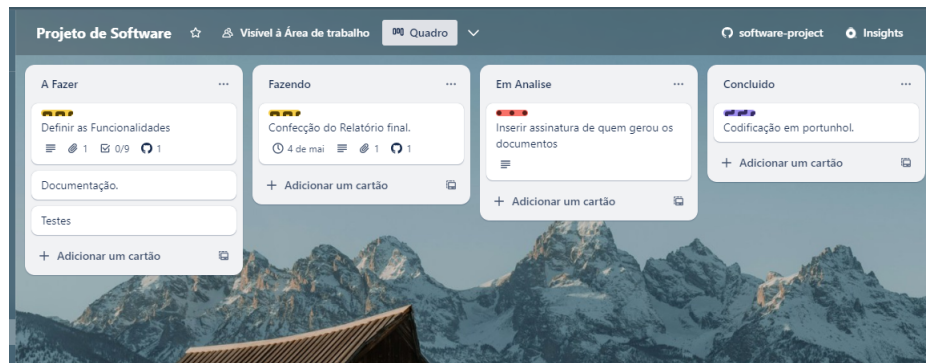 Projeto de Software
Visível à Área de trabalho
Quadro
software-project
Insights
A Fazer
Definir as Funcionalidades
1
0/9
1
Documentação.
Testes
+ Adicionar um cartão
Fazendo
Confecção do Relatório final.
4 de mai
1
1
+ Adicionar um cartão
Em Analise
Inserir assinatura de quem gerou os
documentos
+ Adicionar um cartão
Concluido
Codificação em portunhol.
+ Adicionar um cartão